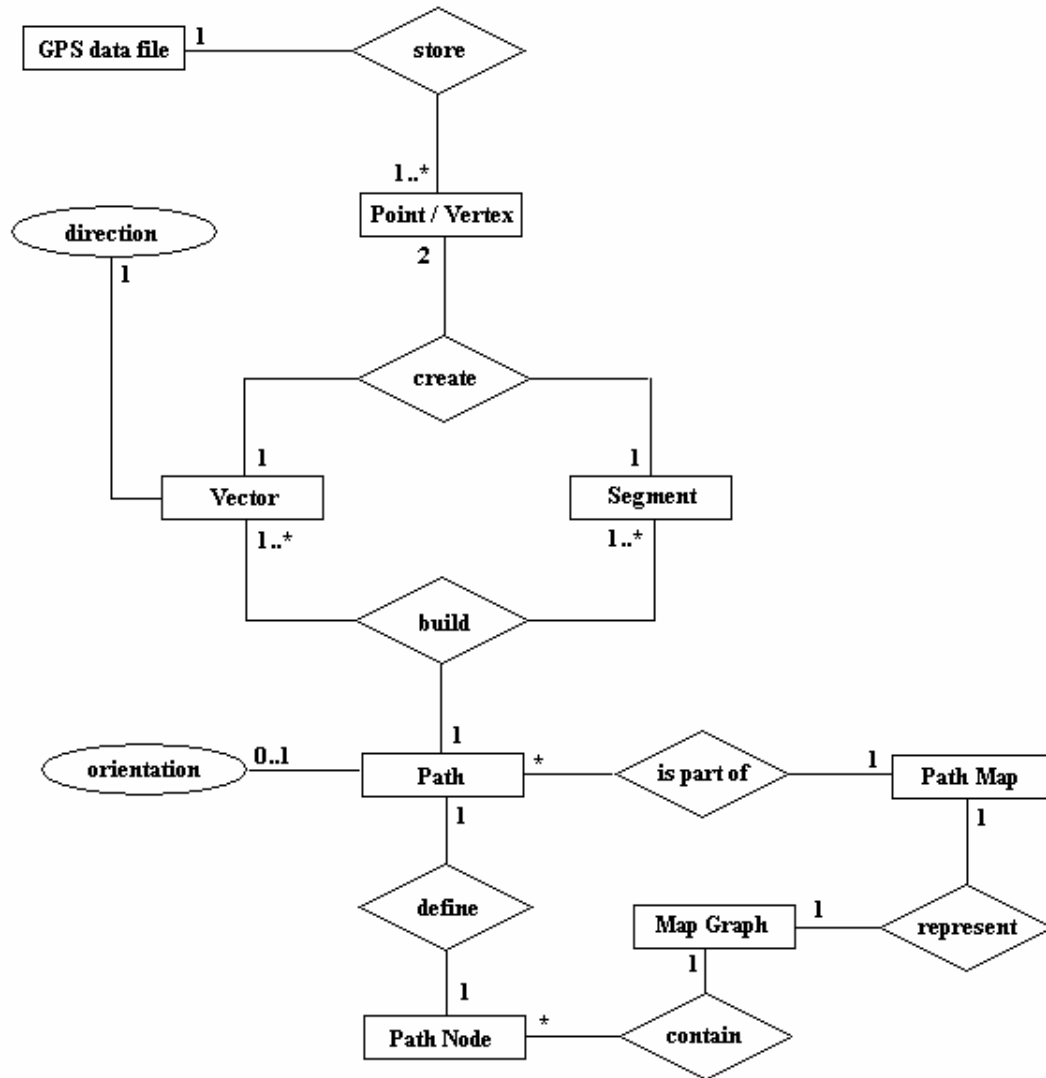 1
GPS data file
store
1..*
Point / Vertex
direction
2
1
create
1
1
Vector
Segment
1..*
1..*
build
1
0..1
*
1
orientation
Path
is part of
Path Map
1
1
define
Map Graph
1
represent
1
1
*
Path Node
contain